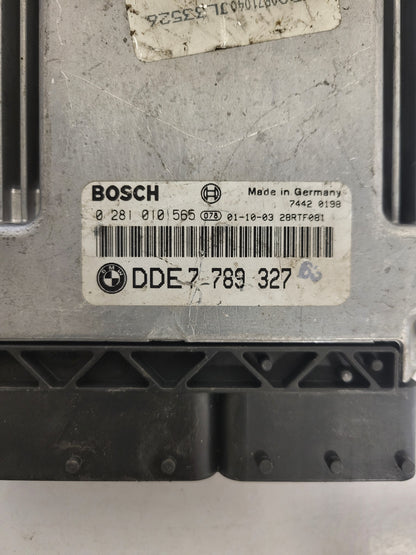 JL33526
BOSCH Made in Germany
7442 0198
0 281 010 565 078 01-10-03 28RTF081
DDE 7 789 327